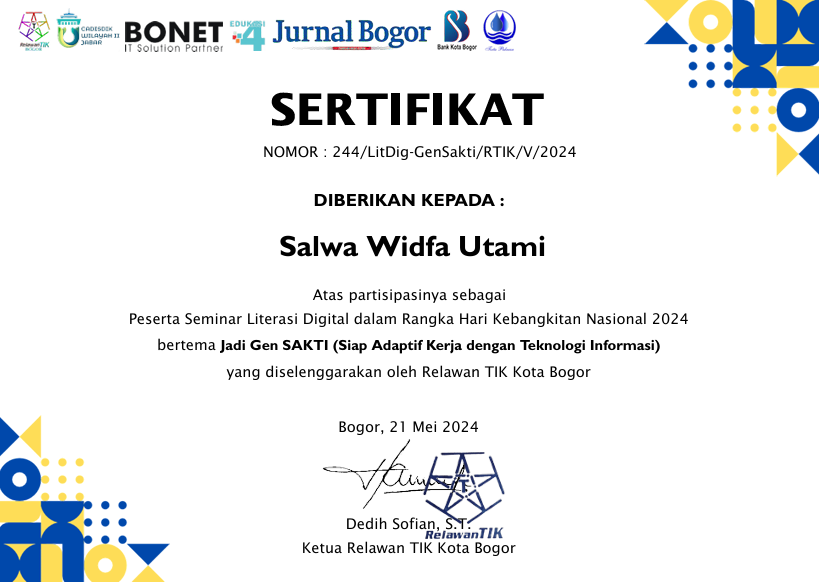 RelawanTIK
CADISDIK
WILAYAH II
JABAR
BONET
IT Solution Partner
EDUKASI
4
Jurnal Bogor
Bank Kota Bogor
SERTIFIKAT
NOMOR : 244/LitDig-GenSakti/RTIK/V/2024
DIBERIKAN KEPADA :
Salwa Widfa Utami
Atas partisipasinya sebagai
Peserta Seminar Literasi Digital dalam Rangka Hari Kebangkitan Nasional 2024
bertema Jadi Gen SAKTI (Siap Adaptif Kerja dengan Teknologi Informasi)
yang diselenggarakan oleh Relawan TIK Kota Bogor
Bogor, 21 Mei 2024
Dedih Sofian, S.T.
RelawanTIK
Ketua Relawan TIK Kota Bogor